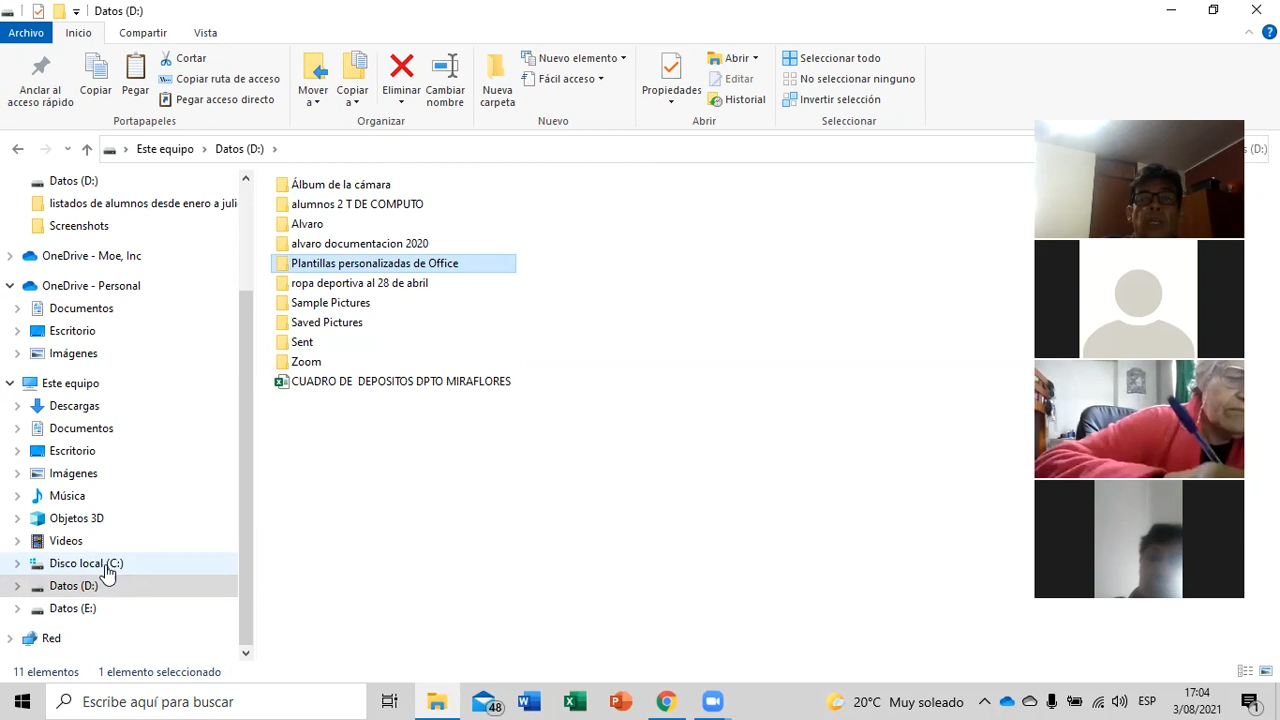 Datos (D:)
Archivo Inicio Compartir Vista
Anclar al acceso rápido
Copiar
Pegar
Cortar
Copiar ruta de acceso
Pegar acceso directo
Portapapeles
Mover a
Copiar a
Eliminar
Cambiar nombre
Organizar
Nueva carpeta
Nuevo elemento
Fácil acceso
Nuevo
Propiedades
Abrir
Editar
Historial
Abrir
Seleccionar todo
No seleccionar ninguno
Invertir selección
Seleccionar
Este equipo > Datos (D:) >
(D:)
Datos (D:)
listados de alumnos desde enero a juli
Screenshots
OneDrive - Moe, Inc
OneDrive - Personal
Documentos
Escritorio
Imágenes
Este equipo
Descargas
Documentos
Escritorio
Imágenes
Música
Objetos 3D
Videos
Disco local (C:)
Datos (D:)
Datos (E:)
Red
Álbum de la cámara
alumnos 2 T DE COMPUTO
Alvaro
alvaro documentacion 2020
Plantillas personalizadas de Office
ropa deportiva al 28 de abril
Sample Pictures
Saved Pictures
Sent
Zoom
CUADRO DE DEPOSITOS DPTO MIRAFLORES
11 elementos 1 elemento seleccionado
Escribe aquí para buscar
48
20°C Muy soleado
ESP
17:04
3/08/2021
1